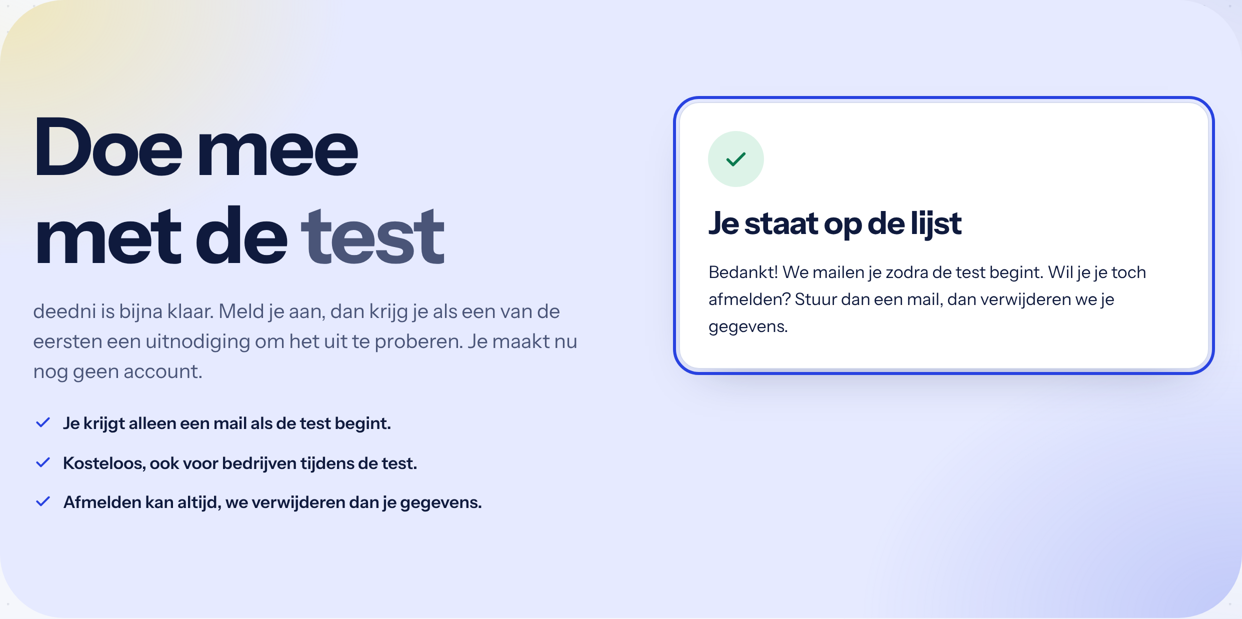 Doe mee
met de test
deedni is bijna klaar. Meld je aan, dan krijg je als een van de
eersten een uitnodiging om het uit te proberen. Je maakt nu
nog geen account.
Je krijgt alleen een mail als de test begint.
Kosteloos, ook voor bedrijven tijdens de test.
Afmelden kan altijd, we verwijderen dan je gegevens.
Je staat op de lijst
Bedankt! We mailen je zodra de test begint. Wil je je toch
afmelden? Stuur dan een mail, dan verwijderen we je
gegevens.